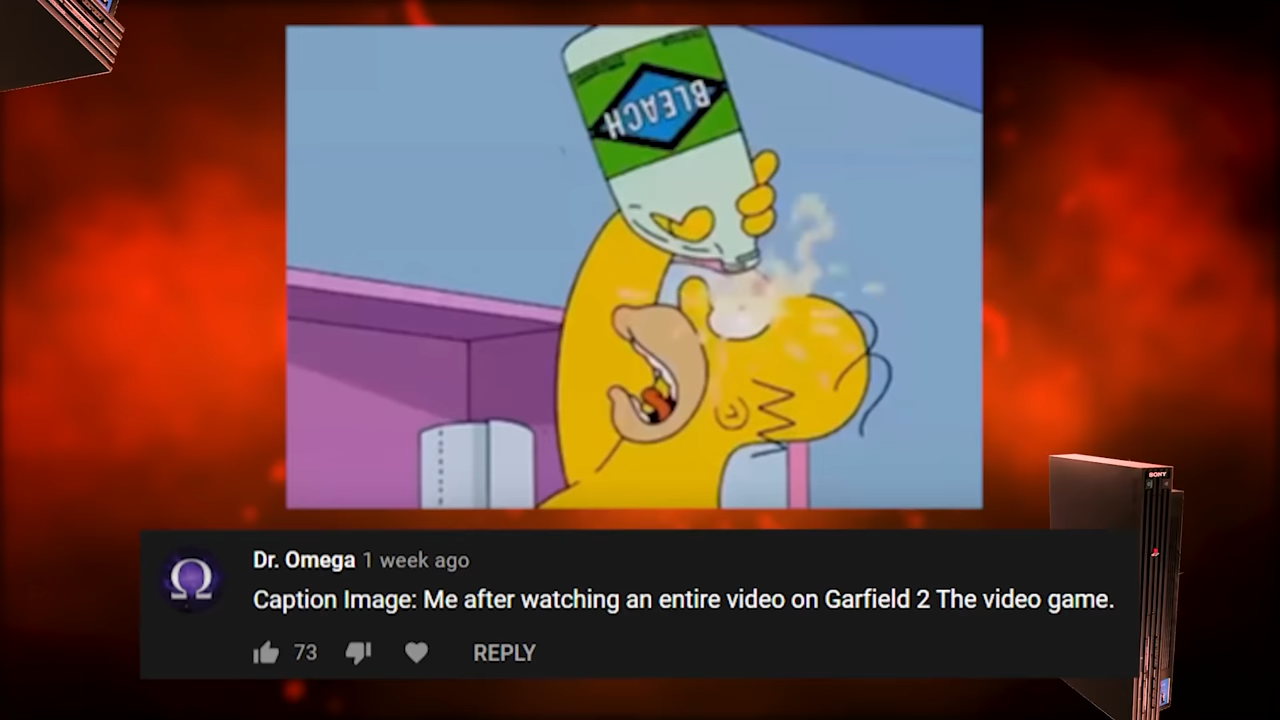 BLEACH
SONY
Dr. Omega 1 week ago
Caption Image: Me after watching an entire video on Garfield 2 The video game.
73
REPLY